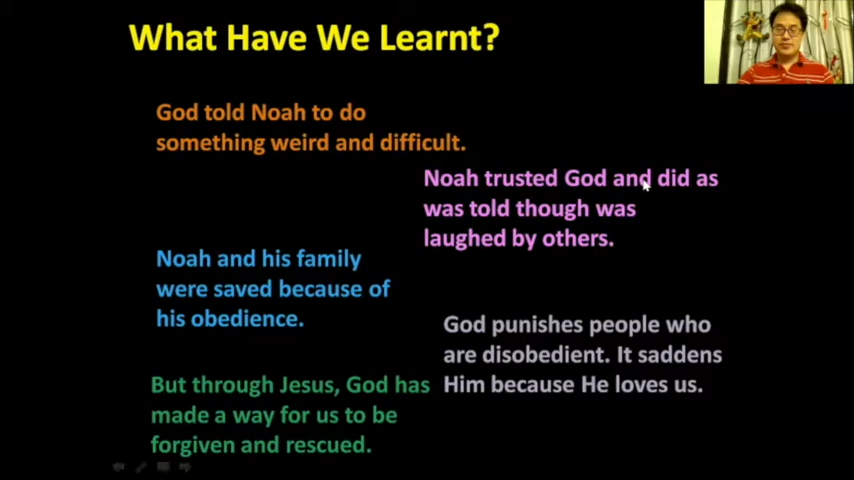 What Have We Learnt?
God told Noah to do
something weird and difficult.
Noah trusted God and did as
was told though was
laughed by others.
Noah and his family
were saved because of
his obedience.
God punishes people who
are disobedient. It saddens
Him because He loves us.
But through Jesus, God has
made a way for us to be
forgiven and rescued.